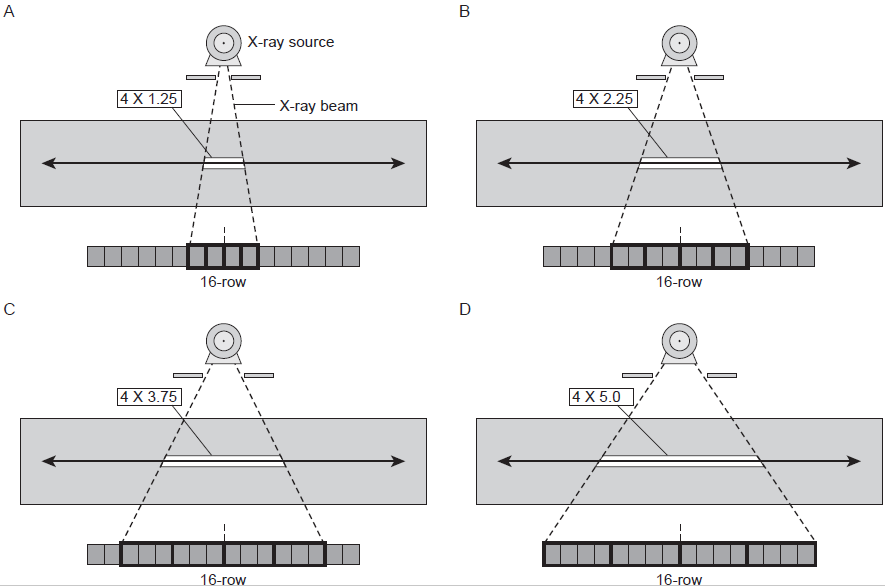 A
X-ray source
4 X 1.25
X-ray beam
16-row
B
4 X 2.25
16-row
C
4 X 3.75
16-row
D
4 X 5.0
16-row